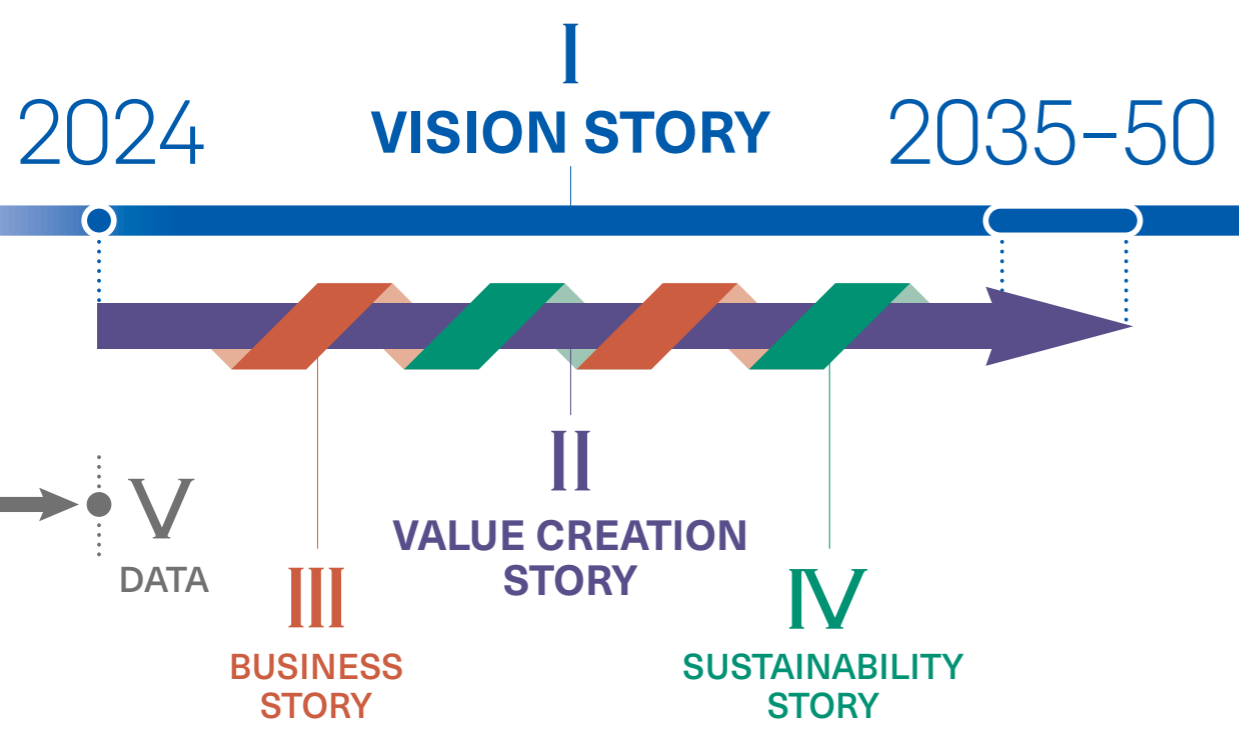 I
2024
VISION STORY
2035–50
II
VALUE CREATION
STORY
V
DATA
III
BUSINESS
STORY
IV
SUSTAINABILITY
STORY